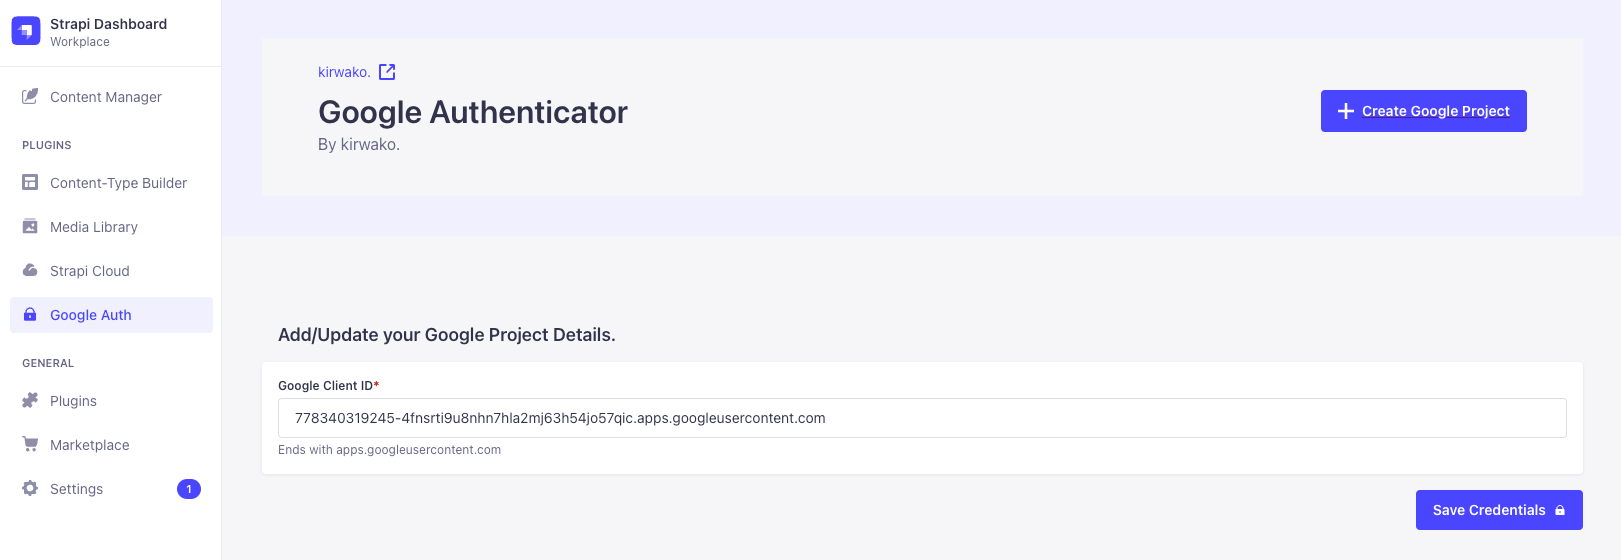 Strapi Dashboard
Workplace
Content Manager
PLUGINS
Content-Type Builder
Media Library
Strapi Cloud
Google Auth
GENERAL
Plugins
Marketplace
Settings 1
kirwako.
Google Authenticator
By kirwako.
Create Google Project
Add/Update your Google Project Details.
Google Client ID*
778340319245-4fnsrti9u8nhn7hla2mj63h54jo57qic.apps.googleusercontent.com
Ends with apps.googleusercontent.com
Save Credentials